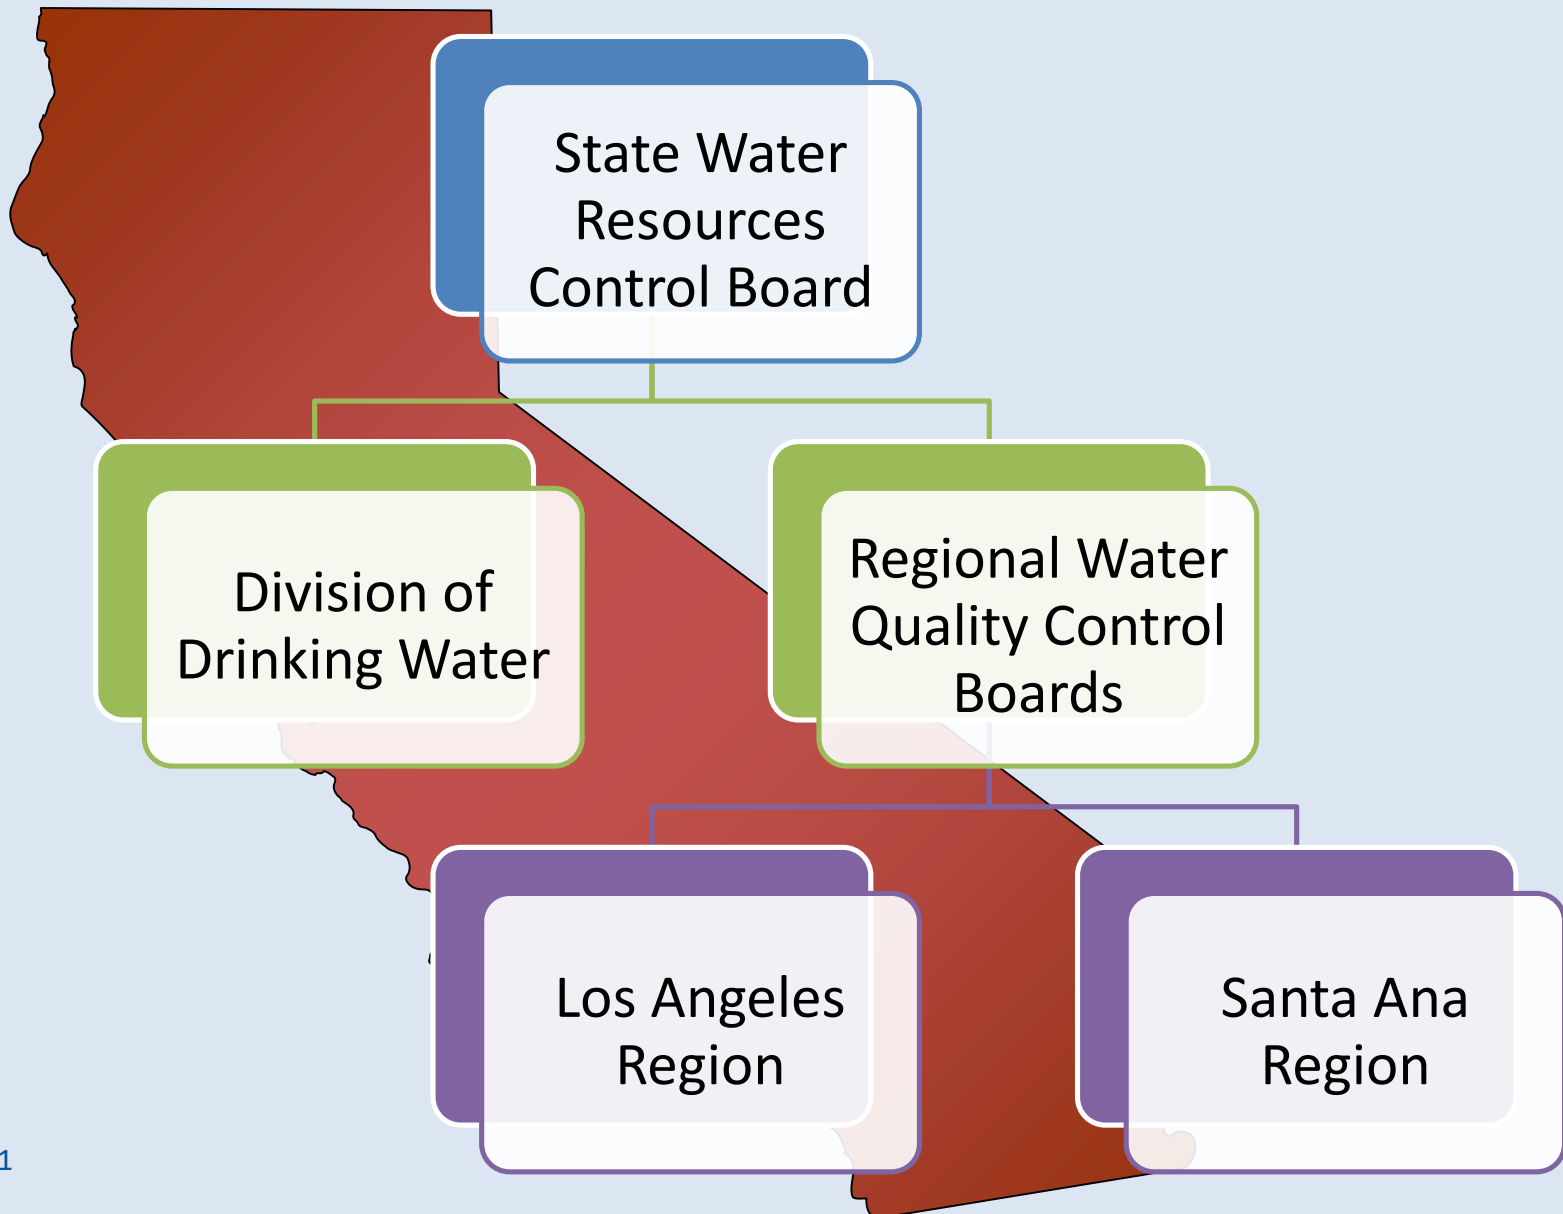 State Water
Resources
Control Board
Division of
Drinking Water
Regional Water
Quality Control
Boards
Los Angeles
Region
Santa Ana
Region
1